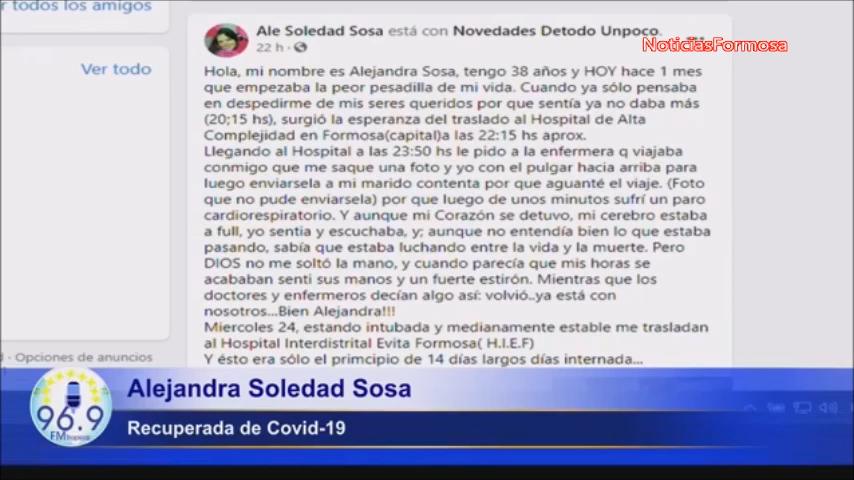 r todos los amigos
Ver todo
Ale Soledad Sosa está con Novedades Detodo Unpoco.
22 h ·
NoticiasFormosa
Hola, mi nombre es Alejandra Sosa, tengo 38 años y HOY hace 1 mes
que empezaba la peor pesadilla de mi vida. Cuando ya sólo pensaba
en despedirme de mis seres queridos por que sentía ya no daba más
(20;15 hs), surgió la esperanza del traslado al Hospital de Alta
Complejidad en Formosa(capital)a las 22:15 hs aprox.
Llegando al Hospital a las 23:50 hs le pido a la enfermera q viajaba
conmigo que me saque una foto y yo con el pulgar hacia arriba para
luego enviarsela a mi marido contenta por que aguanté el viaje. (Foto
que no pude enviarsela) por que luego de unos minutos sufrí un paro
cardiorespiratorio. Y aunque mi Corazón se detuvo, mi cerebro estaba
a full, yo sentia y escuchaba, y; aunque no entendía bien lo que estaba
pasando, sabía que estaba luchando entre la vida y la muerte. Pero
DIOS no me soltó la mano, y cuando parecía que mis horas se
acababan senti sus manos y un fuerte estirón. Mientras que los
doctores y enfermeros decían algo así: volvió..ya está con
nosotros...Bien Alejandra!!!
Miercoles 24, estando intubada y medianamente estable me trasladan
al Hospital Interdistrital Evita Formosa( H.I.E.F)
Y ésto era sólo el primcipio de 14 días largos días internada...
· Opciones de anuncios
96.9
FM
Alejandra Soledad Sosa
Recuperada de Covid-19